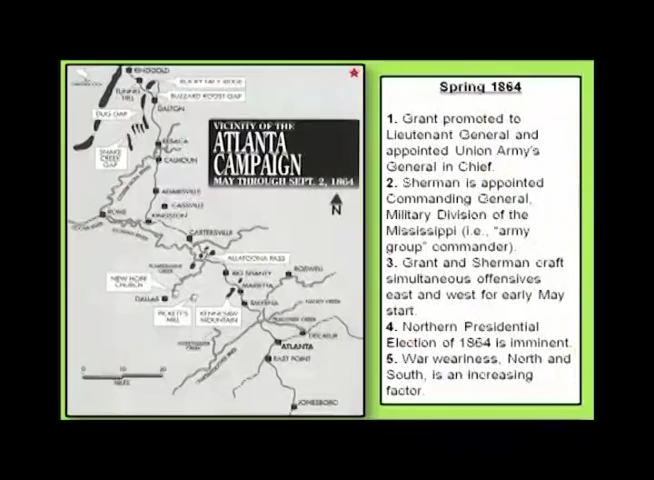 RINGGOLD
ROCKY FACE RIDGE
TUNNEL
HILL
BUZZARD ROOST GAP
DALTON
DUG GAP
RESACA
SNAKE
CREEK
GAP
CALHOUN
VICINITY OF THE
ATLANTA
CAMPAIGN
MAY THROUGH SEPT. 2, 1864
N
ADAIRSVILLE
CASSVILLE
ROME
KINGSTON
CARTERSVILLE
ALLATOONA PASS
BIG SHANTY
ROSWELL
NEW HOPE
CHURCH
MARIETTA
DALLAS
SMYRNA
PICKETT'S
MILL
KENNESAW
MOUNTAIN
DECATUR
ATLANTA
EAST POINT
0 10 20
MILES
JONESBORO
Spring 1864
1. Grant promoted to
Lieutenant General and
appointed Union Army's
General in Chief.
2. Sherman is appointed
Commanding General,
Military Division of the
Mississippi (i.e., "army
group" commander).
3. Grant and Sherman craft
simultaneous offensives
east and west for early May
start.
4. Northern Presidential
Election of 1864 is imminent.
5. War weariness, North and
South, is an increasing
factor.